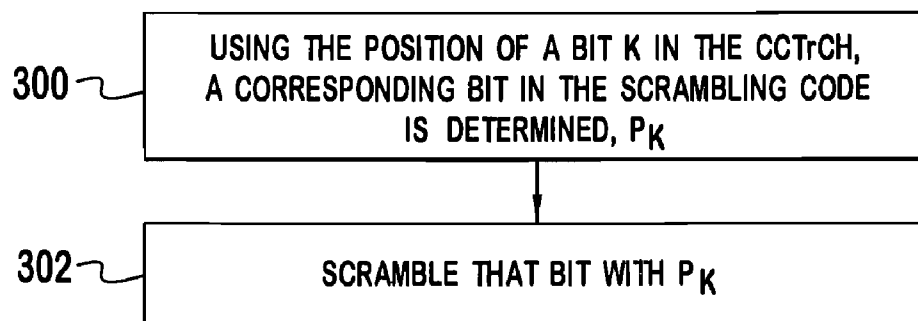 USING THE POSITION OF A BIT K IN THE CCTrCH,
300 A CORRESPONDING BIT IN THE SCRAMBLING CODE
IS DETERMINED, PK
302 SCRAMBLE THAT BIT WITH PK